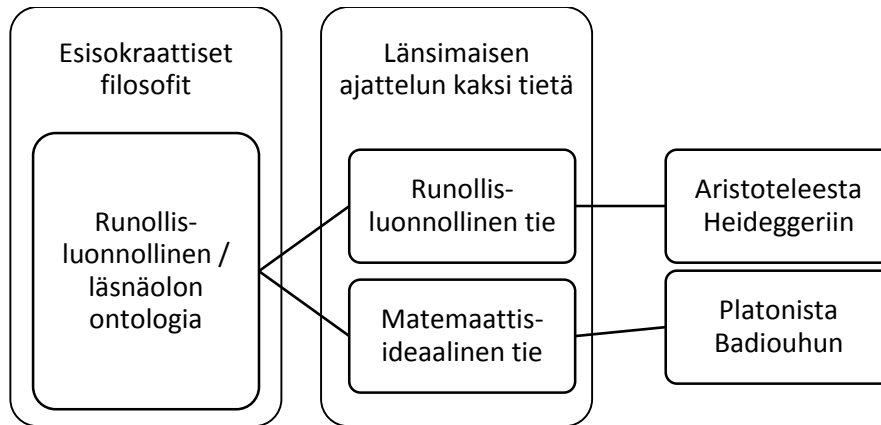 Esisokraattiset
filosofit
Runollis-
luonnollinen /
läsnäolon
ontologia
Länsimaisen
ajattelun kaksi tietä
Runollis-
luonnollinen tie
Matemaattis-
ideaalinen tie
Aristoteleesta
Heideggeriin
Platonista
Badiouhun